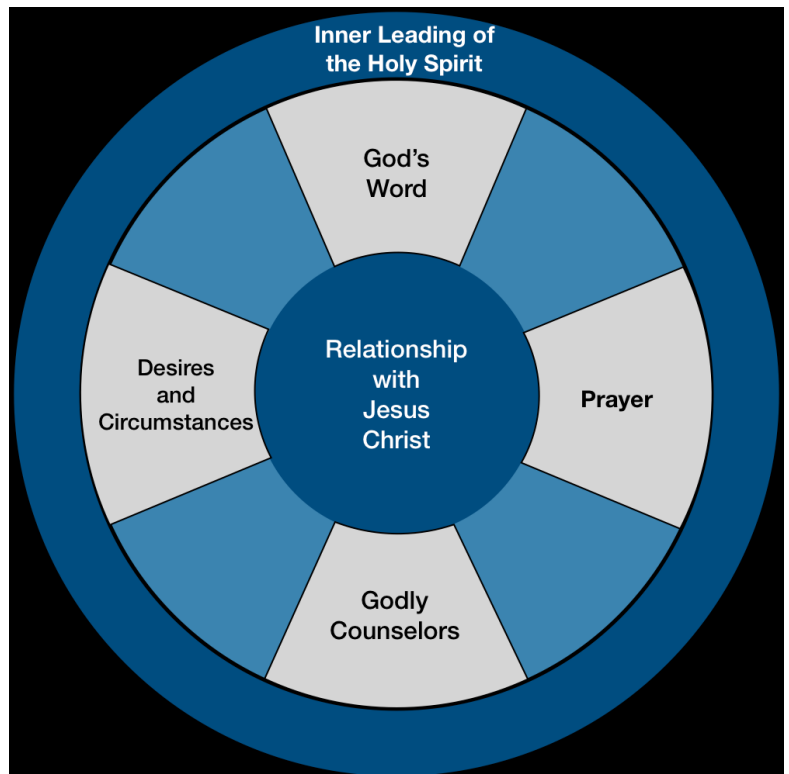 Inner Leading of
the Holy Spirit
God’s
Word
Desires
and
Circumstances
Relationship
with
Jesus
Christ
Prayer
Godly
Counselors